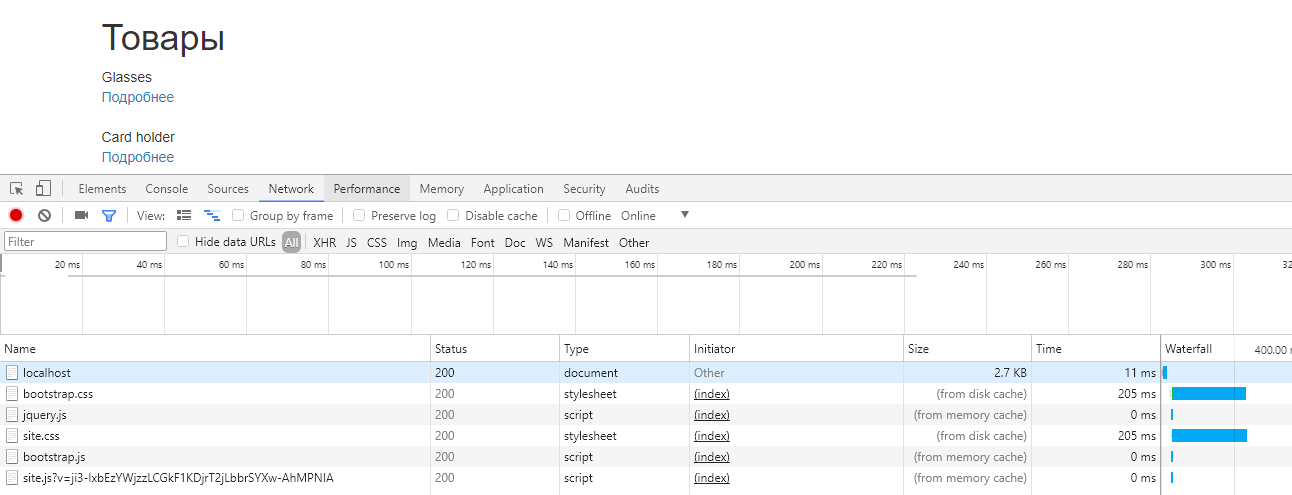 Товары
Glasses
Подробнее
Card holder
Подробнее
Elements Console Sources Network Performance Memory Application Security Audits
View: Group by frame Preserve log Disable cache Offline Online
Filter Hide data URLs All XHR JS CSS Img Media Font Doc WS Manifest Other
20 ms 40 ms 60 ms 80 ms 100 ms 120 ms 140 ms 160 ms 180 ms 200 ms 220 ms 240 ms 260 ms 280 ms 300 ms 32
Name Status Type Initiator Size Time Waterfall 400.00 m
localhost 200 document Other 2.7 KB 11 ms
bootstrap.css 200 stylesheet (index) (from disk cache) 205 ms
jquery.js 200 script (index) (from memory cache) 0 ms
site.css 200 stylesheet (index) (from disk cache) 205 ms
bootstrap.js 200 script (index) (from memory cache) 0 ms
site.js?v=ji3-IxbEzYWjzzLCGkF1KDjrT2jLbbrSYXw-AhMPNIA 200 script (index) (from memory cache) 0 ms